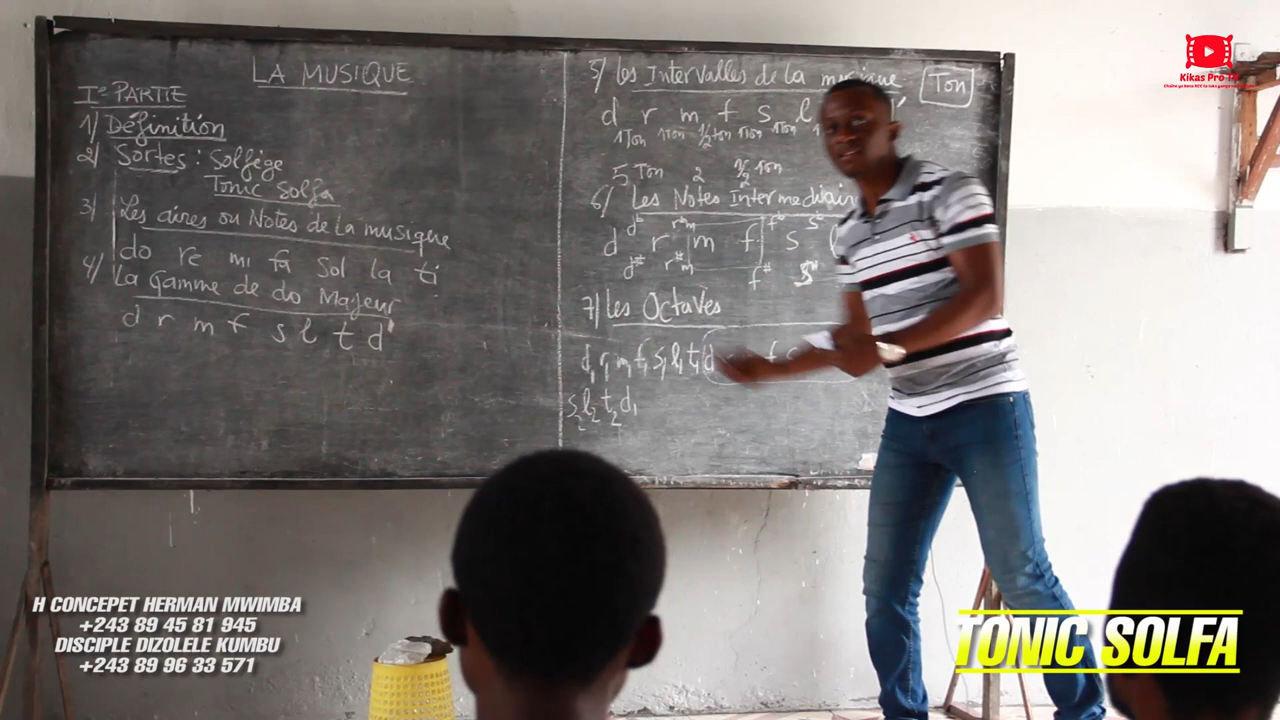 LA MUSIQUE
Iº PARTIE
1/ Définition
2/ Sortes : Solfège
Tonic Solfa
3/ Les aires ou Notes de La musique
do re mi fa Sol la ti
4/ La Gamme de do Majeur
d r m f s l t d'
5/ Les Intervalles de la musique
Ton
d r m f s l
1Ton 1Ton 1/2 ton 1Ton 1Ton
5 Ton 2 1/2 ton
6/ Les Notes
d r m f s
f# s#
7/ Les Octaves
d₁ r₁ m₁ f₁ s₁ l₁ t₁ d f
s₂ l₂ t₂ d₁
Kikas Pro TV
H CONCEPET HERMAN MWIMBA
+243 89 45 81 945
DISCIPLE DIZOLELE KUMBU
+243 89 96 33 571
TONIC SOLFA